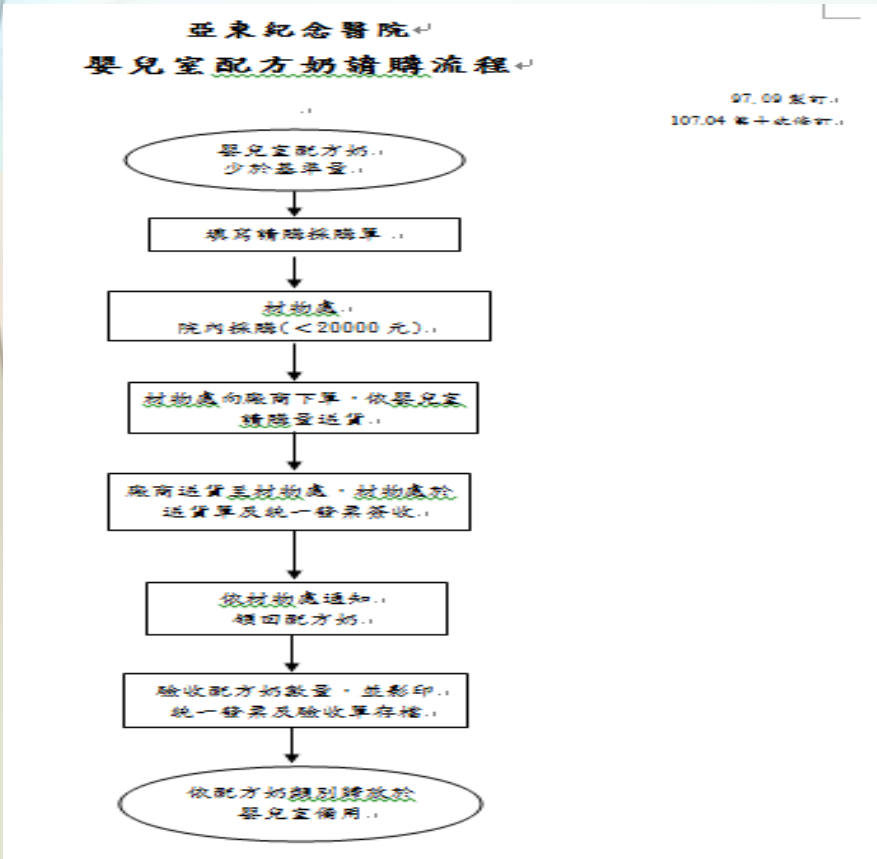 亞東紀念醫院
嬰兒室配方奶請購流程
97.09 製訂
107.04 第十次修訂
嬰兒室配方奶
少於基準量
填寫請購採購單
材物處
院內採購(＜20000 元)
材物處向廠商下單，依嬰兒室
請購量送貨
廠商送貨至材物處，材物處於
送貨單及統一發票簽收
依材物處通知
領回配方奶
驗收配方奶數量，並影印
統一發票及驗收單存檔
依配方奶類別歸放於
嬰兒室備用